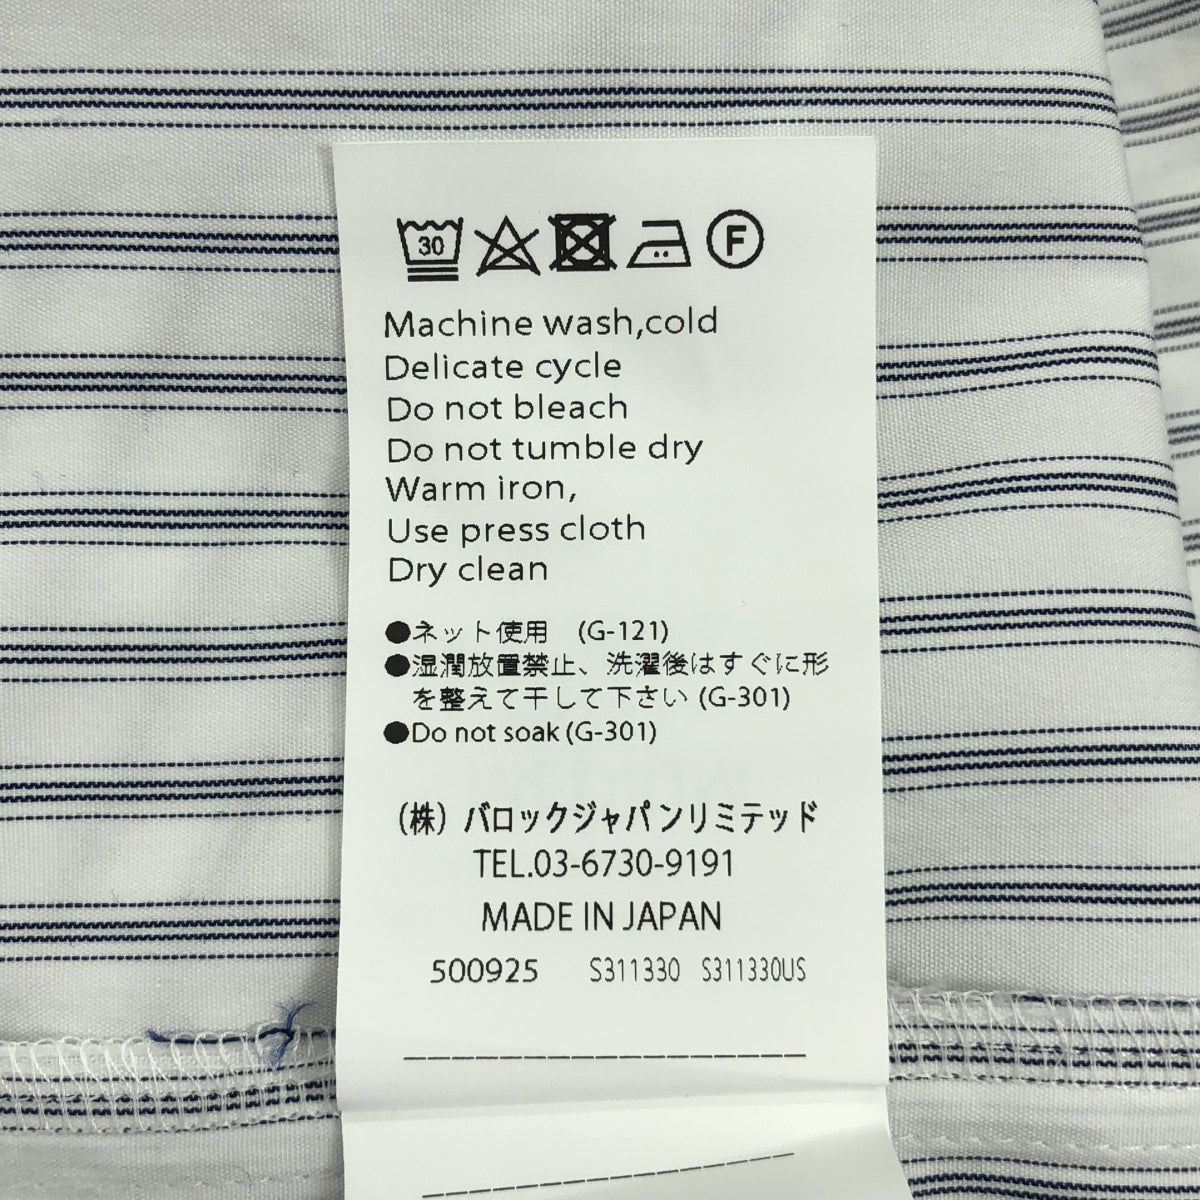 30
F
Machine wash,cold
Delicate cycle
Do not bleach
Do not tumble dry
Warm iron,
Use press cloth
Dry clean
●ネット使用 (G-121)
●湿潤放置禁止、洗濯後はすぐに形
を整えて干して下さい (G-301)
●Do not soak (G-301)
(株) バロックジャパンリミテッド
TEL.03-6730-9191
MADE IN JAPAN
500925 S311330 S311330US